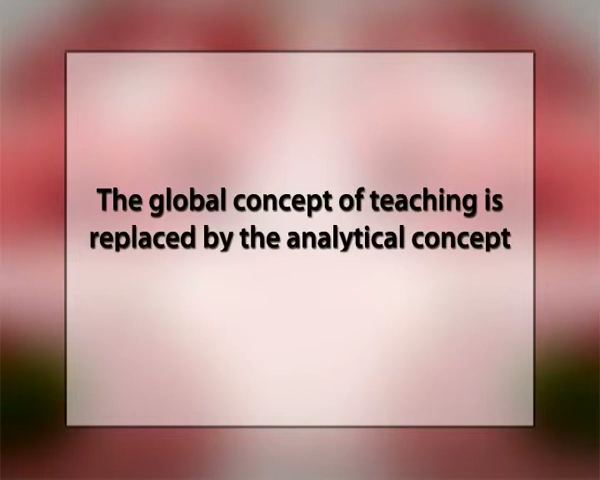 The global concept of teaching is
replaced by the analytical concept